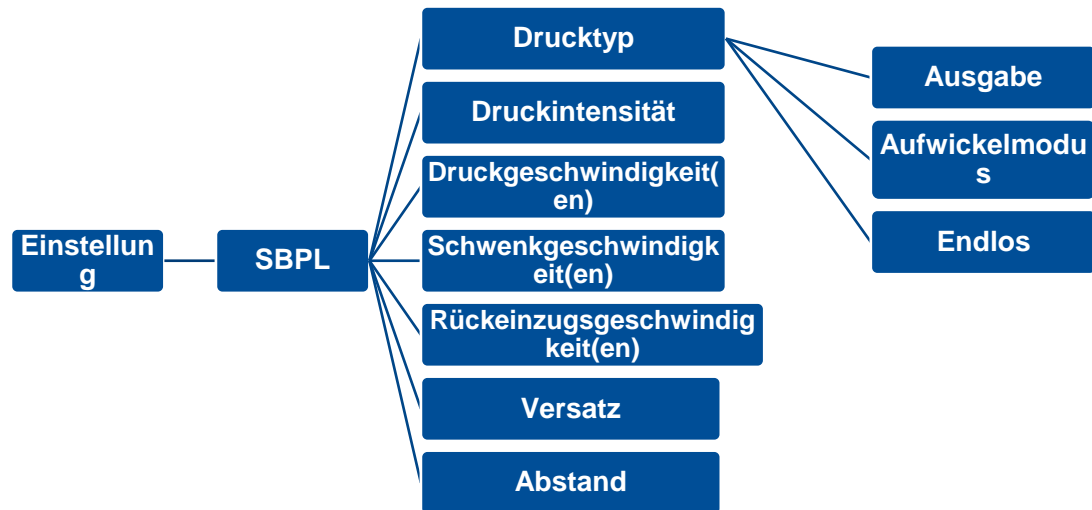 Drucktyp
Ausgabe
Druckintensität
Aufwickelmodu
s
Druckgeschwindigkeit(
en)
Endlos
Einstellun
g
SBPL
Schwenkgeschwindigk
eit(en)
Rückeinzugsgeschwindig
keit(en)
Versatz
Abstand